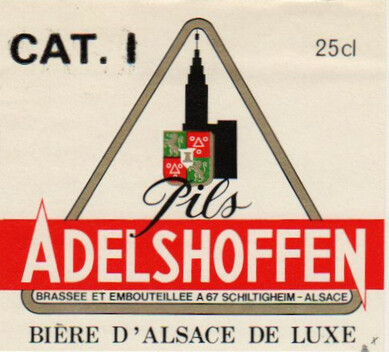 CAT. I
25cl
Pils
ADELSHOFFEN
BRASSEE ET EMBOUTEILLEE A 67 SCHILTIGHEIM - ALSACE
BIÈRE D'ALSACE DE LUXE